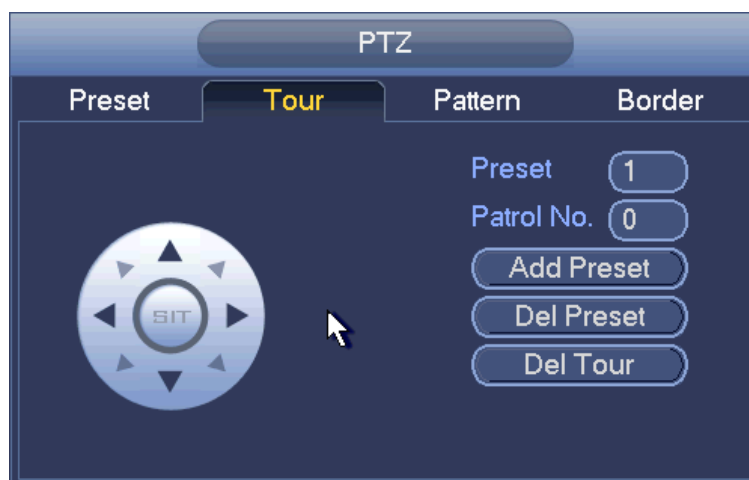 PTZ
Preset Tour Pattern Border
Preset 1
Patrol No. 0
Add Preset
SIT
Del Preset
Del Tour